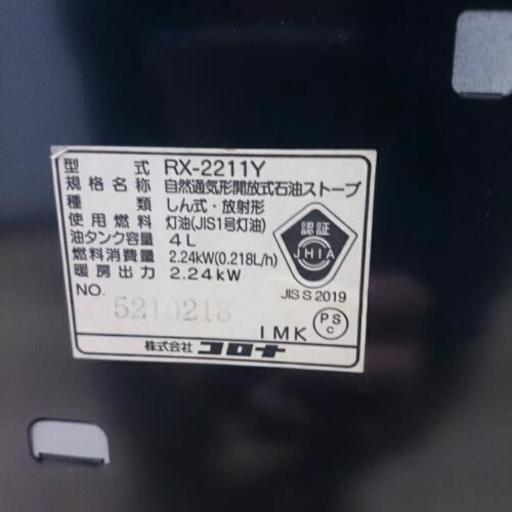 型式 RX-2211Y
規格名称 自然通気形開放式石油ストーブ
種類 しん式・放射形
使用燃料 灯油(JIS1号灯油)
油タンク容量 4L
燃料消費量 2.24kW(0.218L/h)
暖房出力 2.24kW
NO. 5210218
認証
JHIA
JIS S 2019
1MK PS C
株式会社 コロナ